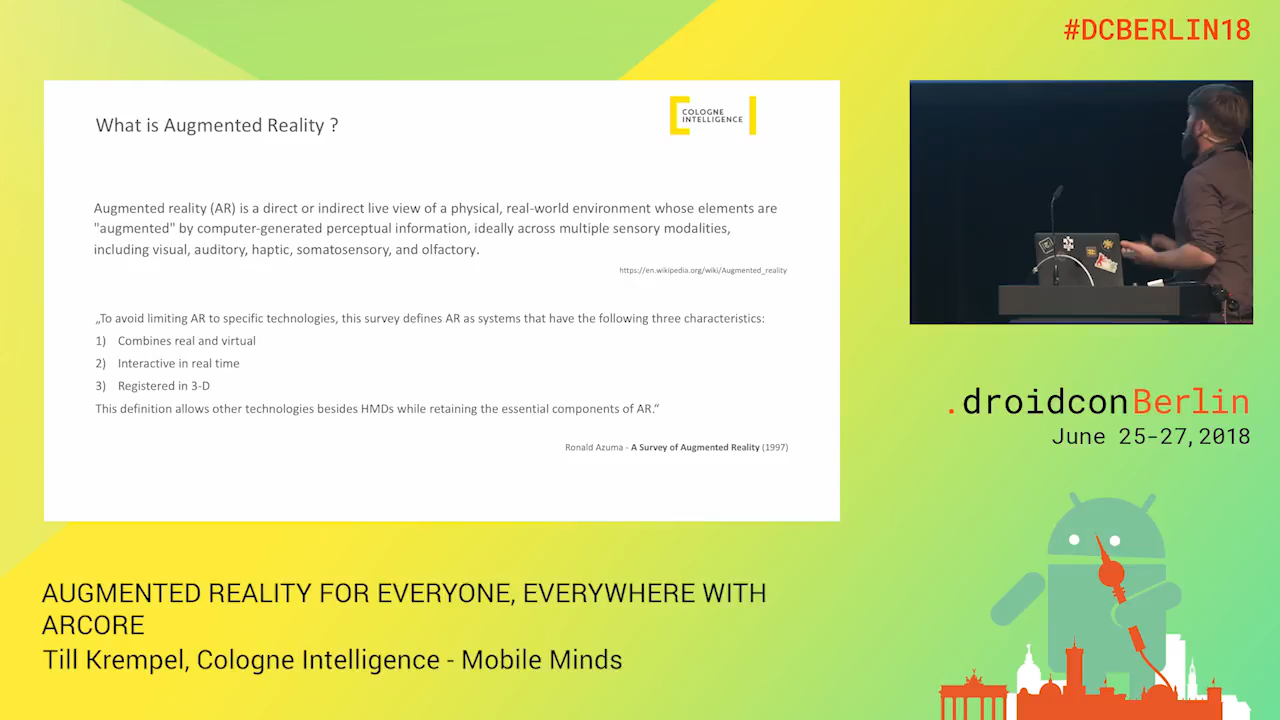 #DCBERLIN18
What is Augmented Reality ?
COLOGNE
INTELLIGENCE
Augmented reality (AR) is a direct or indirect live view of a physical, real-world environment whose elements are
"augmented" by computer-generated perceptual information, ideally across multiple sensory modalities,
including visual, auditory, haptic, somatosensory, and olfactory.
https://en.wikipedia.org/wiki/Augmented_reality
„To avoid limiting AR to specific technologies, this survey defines AR as systems that have the following three characteristics:
1) Combines real and virtual
2) Interactive in real time
3) Registered in 3-D
This definition allows other technologies besides HMDs while retaining the essential components of AR.“
Ronald Azuma - A Survey of Augmented Reality (1997)
.droidconBerlin
June 25-27,2018
AUGMENTED REALITY FOR EVERYONE, EVERYWHERE WITH
ARCORE
Till Krempel, Cologne Intelligence - Mobile Minds